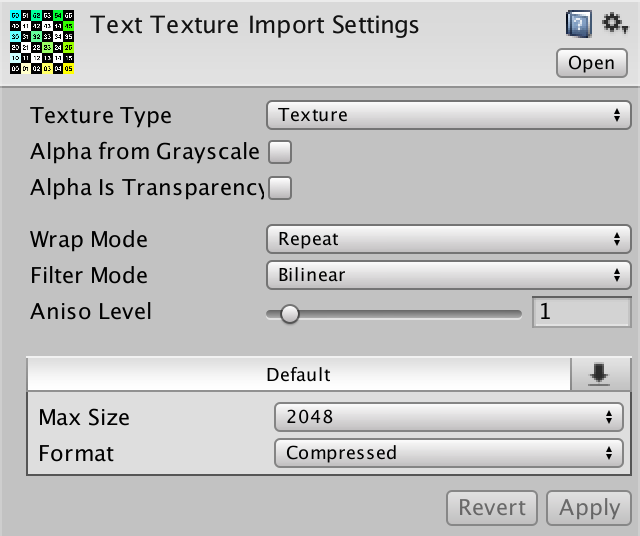 Text Texture Import Settings
Open
Texture Type Texture
Alpha from Grayscale
Alpha Is Transparency
Wrap Mode Repeat
Filter Mode Bilinear
Aniso Level 1
Default
Max Size 2048
Format Compressed
Revert Apply